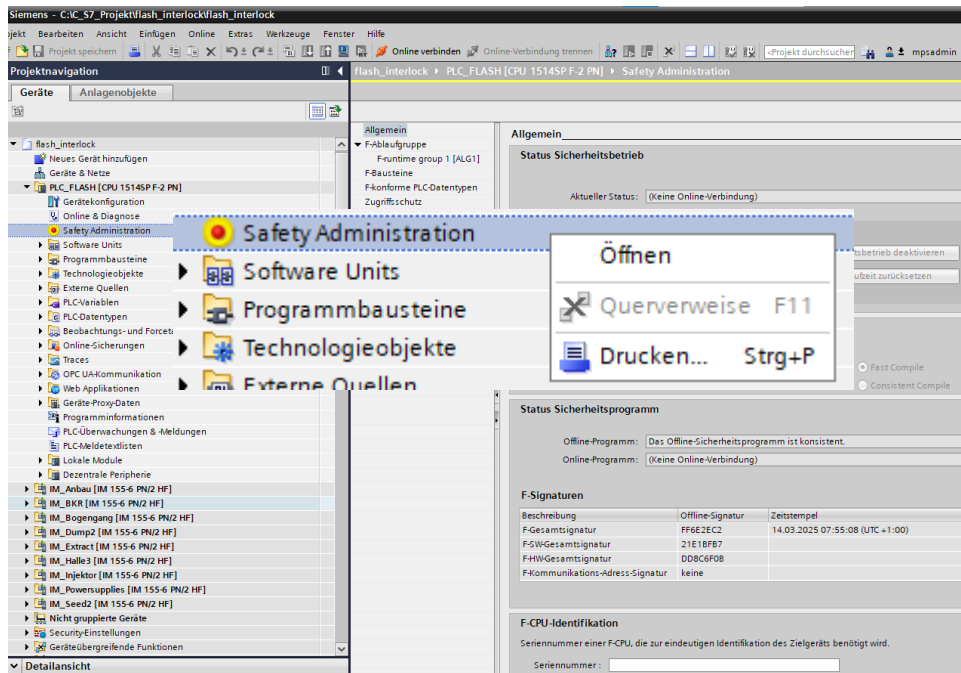 Siemens - C:\C_S7_Projekt\flash_interlock\flash_interlock
ojekt Bearbeiten Ansicht Einfügen Online Extras Werkzeuge Fenster Hilfe
Projekt speichern Online verbinden Online-Verbindung trennen <Projekt durchsuchen mpsadmin
Projektnavigation
flash_interlock ▸ PLC_FLASH [CPU 1514SP F-2 PN] ▸ Safety Administration
Geräte Anlagenobjekte
flash_interlock
Neues Gerät hinzufügen
Geräte & Netze
PLC_FLASH [CPU 1514SP F-2 PN]
Gerätekonfiguration
Online & Diagnose
Safety Administration
Software Units
Programmbausteine
Technologieobjekte
Externe Quellen
PLC-Variablen
PLC-Datentypen
Beobachtungs- und Forceta
Online-Sicherungen
Traces
OPC UA-Kommunikation
Web Applikationen
Geräte-Proxy-Daten
Programminformationen
PLC-Überwachungen & -Meldungen
PLC-Meldetextlisten
Lokale Module
Dezentrale Peripherie
IM_Anbau [IM 155-6 PN/2 HF]
IM_BKR [IM 155-6 PN/2 HF]
IM_Bogengang [IM 155-6 PN/2 HF]
IM_Dump2 [IM 155-6 PN/2 HF]
IM_Extract [IM 155-6 PN/2 HF]
IM_Halle3 [IM 155-6 PN/2 HF]
IM_Injektor [IM 155-6 PN/2 HF]
IM_Powersupplies [IM 155-6 PN/2 HF]
IM_Seed2 [IM 155-6 PN/2 HF]
Nicht gruppierte Geräte
Security-Einstellungen
Geräteübergreifende Funktionen
Detailansicht
Allgemein
F-Ablaufgruppe
F-runtime group 1 [ALG1]
F-Bausteine
F-konforme PLC-Datentypen
Zugriffsschutz
Safety Administration
Software Units
Programmbausteine
Technologieobjekte
Externe Quellen
Öffnen
Querverweise F11
Drucken... Strg+P
Allgemein
Status Sicherheitsbetrieb
Aktueller Status: (Keine Online-Verbindung)
tsbetrieb deaktivieren
ufzeit zurücksetzen
Fast Compile
Consistent Compile
Status Sicherheitsprogramm
Offline-Programm: Das Offline-Sicherheitsprogramm ist konsistent.
Online-Programm: (Keine Online-Verbindung)
F-Signaturen
Beschreibung Offline-Signatur Zeitstempel
F-Gesamtsignatur FF6E2EC2 14.03.2025 07:55:08 (UTC +1:00)
F-SW-Gesamtsignatur 21E1BFB7
F-HW-Gesamtsignatur DD8C6F0B
F-Kommunikations-Adress-Signatur keine
F-CPU-Identifikation
Seriennummer einer F-CPU, die zur eindeutigen Identifikation des Zielgeräts benötigt wird.
Seriennummer :